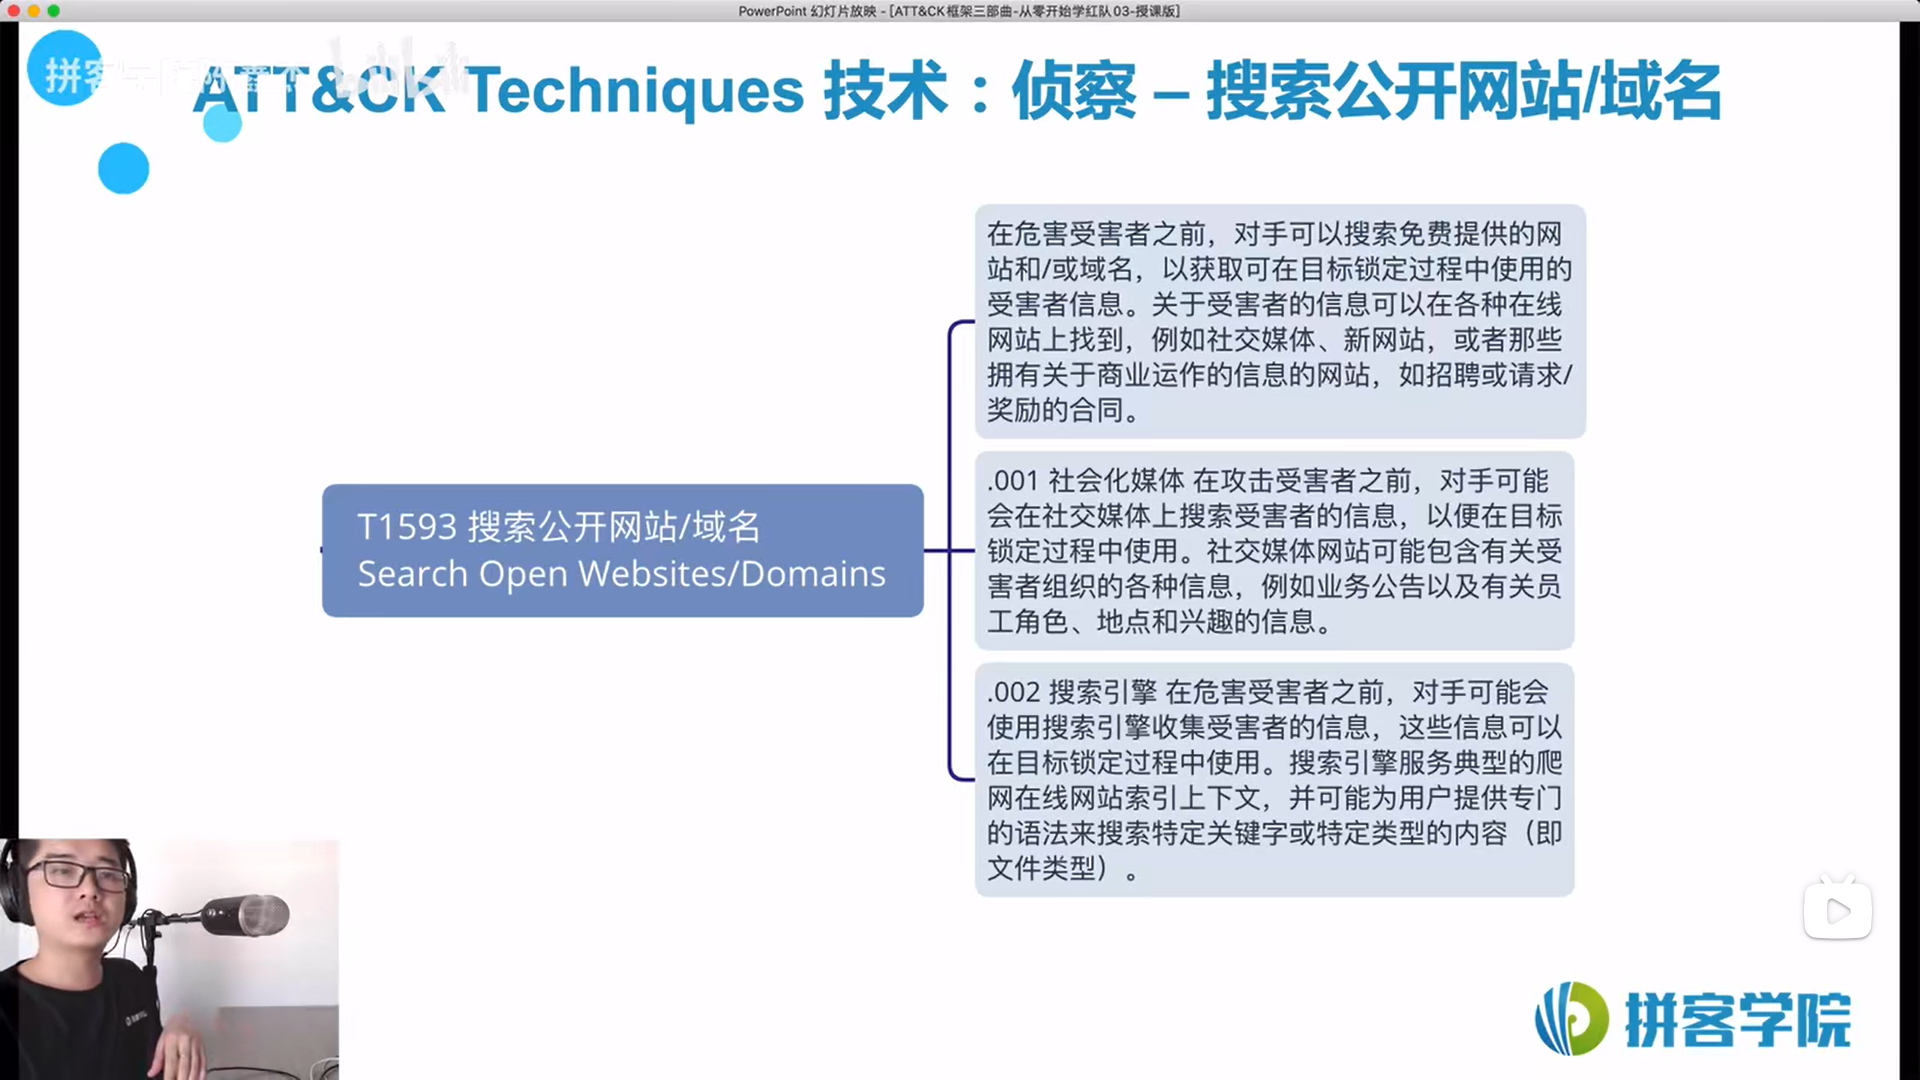 PowerPoint 幻灯片放映 - [ATT&CK框架三部曲-从零开始学红队03-授课版]
ATT&CK Techniques 技术：侦察 – 搜索公开网站/域名
在危害受害者之前，对手可以搜索免费提供的网
站和/或域名，以获取可在目标锁定过程中使用的
受害者信息。关于受害者的信息可以在各种在线
网站上找到，例如社交媒体、新网站，或者那些
拥有关于商业运作的信息的网站，如招聘或请求/
奖励的合同。
T1593 搜索公开网站/域名
Search Open Websites/Domains
.001 社会化媒体 在攻击受害者之前，对手可能
会在社交媒体上搜索受害者的信息，以便在目标
锁定过程中使用。社交媒体网站可能包含有关受
害者组织的各种信息，例如业务公告以及有关员
工角色、地点和兴趣的信息。
.002 搜索引擎 在危害受害者之前，对手可能会
使用搜索引擎收集受害者的信息，这些信息可以
在目标锁定过程中使用。搜索引擎服务典型的爬
网在线网站索引上下文，并可能为用户提供专门
的语法来搜索特定关键字或特定类型的内容（即
文件类型）。
拼客学院